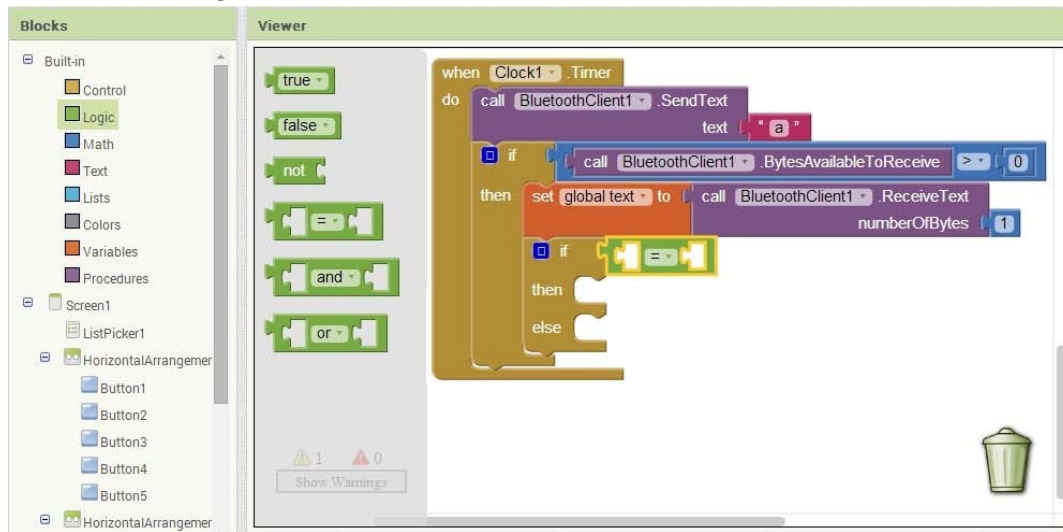 Blocks
Built-in
Control
Logic
Math
Text
Lists
Colors
Variables
Procedures
Screen1
ListPicker1
HorizontalArrangemer
Button1
Button2
Button3
Button4
Button5
HorizontalArrangemer
Viewer
true
false
not
=
and
or
1 0
Show Warnings
when Clock1 .Timer
do call BluetoothClient1 .SendText
text " a "
if call BluetoothClient1 .BytesAvailableToReceive > 0
then set global text to call BluetoothClient1 .ReceiveText
numberOfBytes 1
if =
then
else